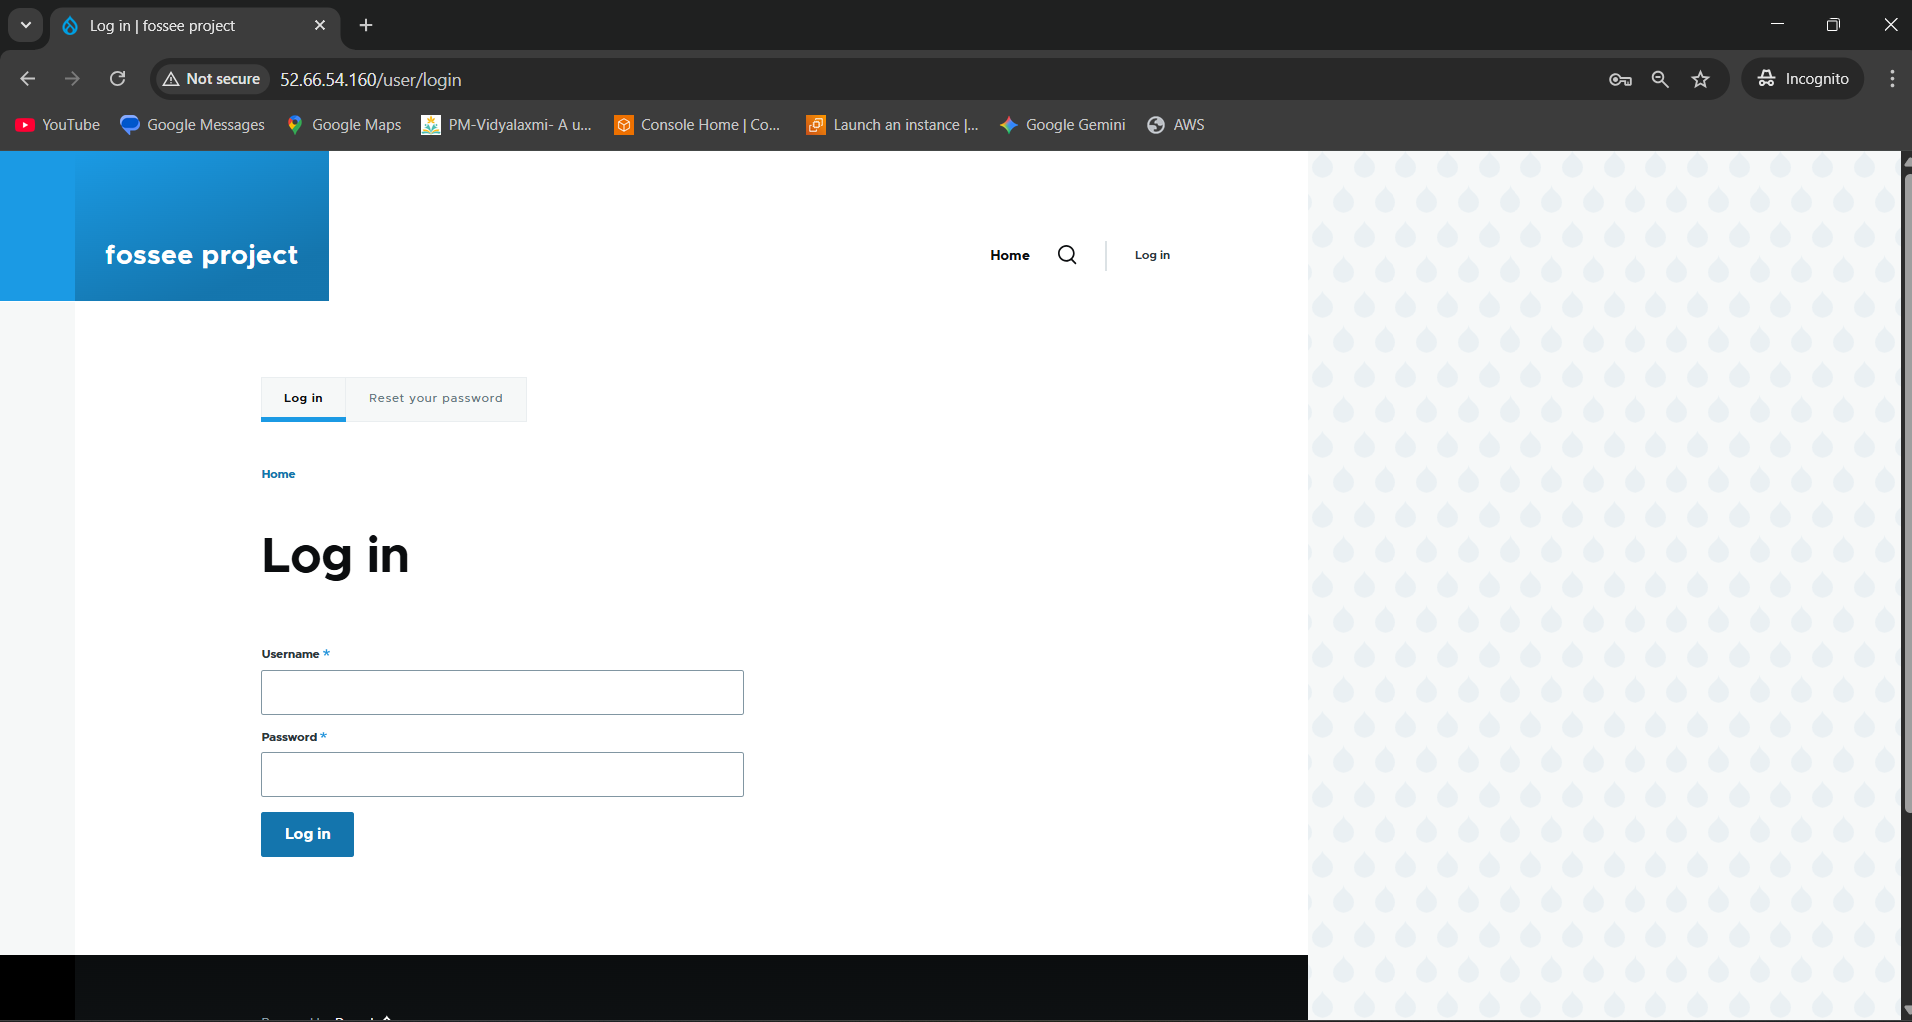 Log in | fossee project
Not secure
52.66.54.160/user/login
Incognito
YouTube
Google Messages
Google Maps
PM-Vidyalaxmi- A u...
Console Home | Co...
Launch an instance |...
Google Gemini
AWS
fossee project
Home
Log in
Log in
Reset your password
Home
Log in
Username *
Password *
Log in